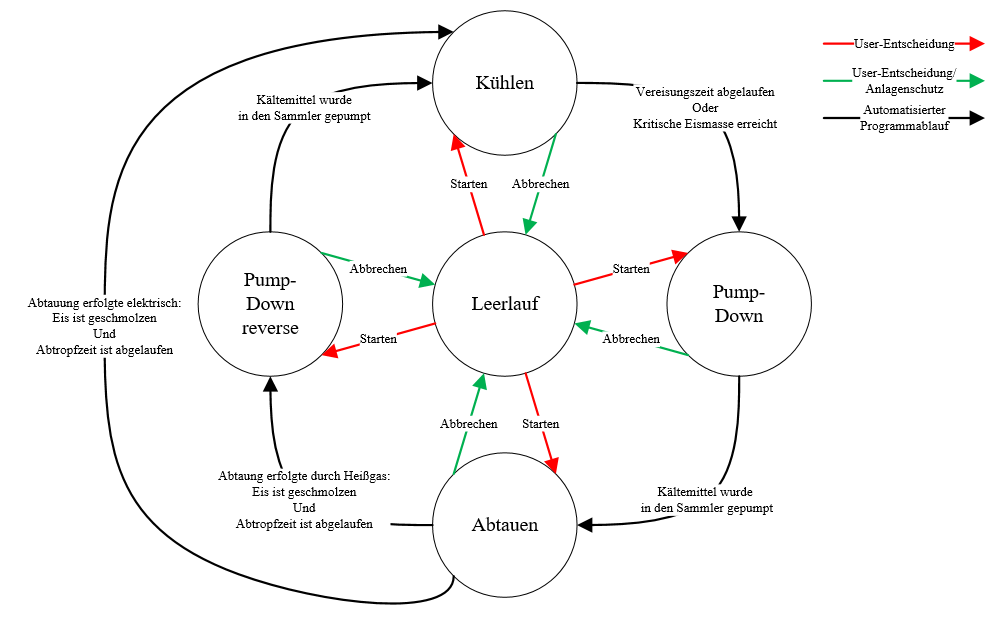 Kühlen
User-Entscheidung
User-Entscheidung/
Anlagenschutz
Automatisierter
Programmablauf
Kältemittel wurde
in den Sammler gepumpt
Vereisungszeit abgelaufen
Oder
Kritische Eismasse erreicht
Starten
Abbrechen
Pump-
Down
reverse
Abbrechen
Starten
Leerlauf
Starten
Abbrechen
Pump-
Down
Abtauung erfolgte elektrisch:
Eis ist geschmolzen
Und
Abtropfzeit ist abgelaufen
Abbrechen
Starten
Abtaung erfolgte durch Heißgas:
Eis ist geschmolzen
Und
Abtropfzeit ist abgelaufen
Kältemittel wurde
in den Sammler gepumpt
Abtauen